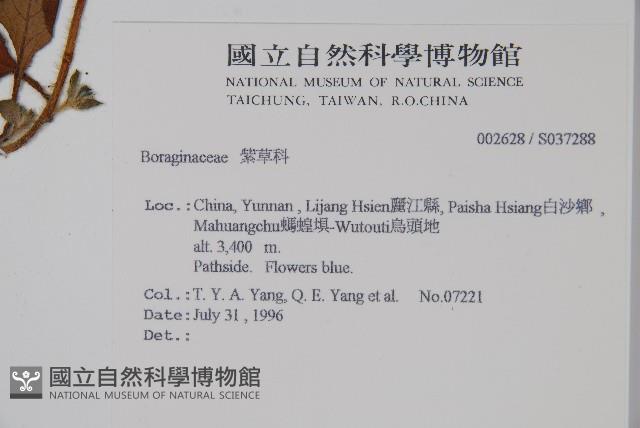 國立自然科學博物館
NATIONAL MUSEUM OF NATURAL SCIENCE
TAICHUNG, TAIWAN, R.O.CHINA
002628 / S037288
Boraginaceae 紫草科
Loc.:China, Yunnan , Lijang Hsien麗江縣, Paisha Hsiang白沙鄉 ,
Mahuangchu螞蝗垻-Wutouti烏頭地
alt. 3,400 m.
Pathside. Flowers blue.
Col.:T. Y. A. Yang, Q. E. Yang et al. No.07221
Date:July 31 , 1996
Det.:
國立自然科學博物館
NATIONAL MUSEUM OF NATURAL SCIENCE